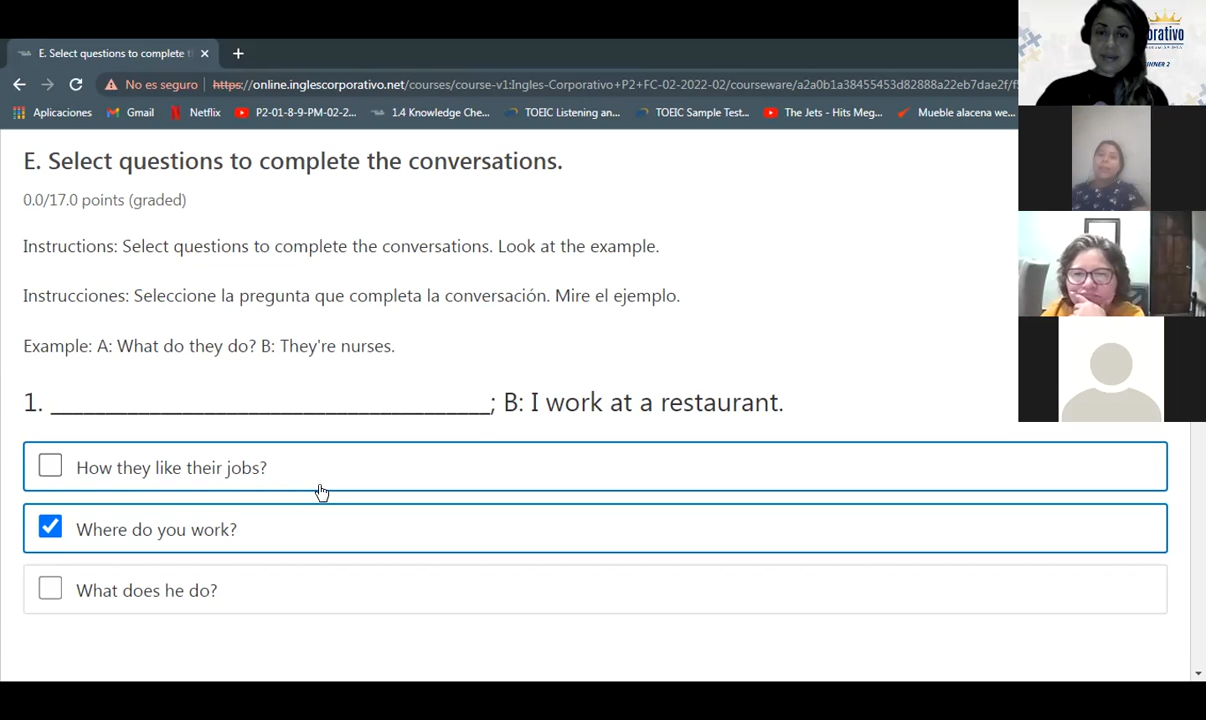 E. Select questions to complete t
No es seguro https://online.inglescorporativo.net/courses/course-v1:Ingles-Corporativo+P2+FC-02-2022-02/courseware/a2a0b1a38455453d82888a22eb7dae2f/f
Aplicaciones Gmail Netflix P2-01-8-9-PM-02-2... 1.4 Knowledge Che... TOEIC Listening an... TOEIC Sample Test... The Jets - Hits Meg... Mueble alacena we...
orativo
NNER 2
E. Select questions to complete the conversations.
0.0/17.0 points (graded)
Instructions: Select questions to complete the conversations. Look at the example.
Instrucciones: Seleccione la pregunta que completa la conversación. Mire el ejemplo.
Example: A: What do they do? B: They're nurses.
1. ______________________________________; B: I work at a restaurant.
How they like their jobs?
Where do you work?
What does he do?